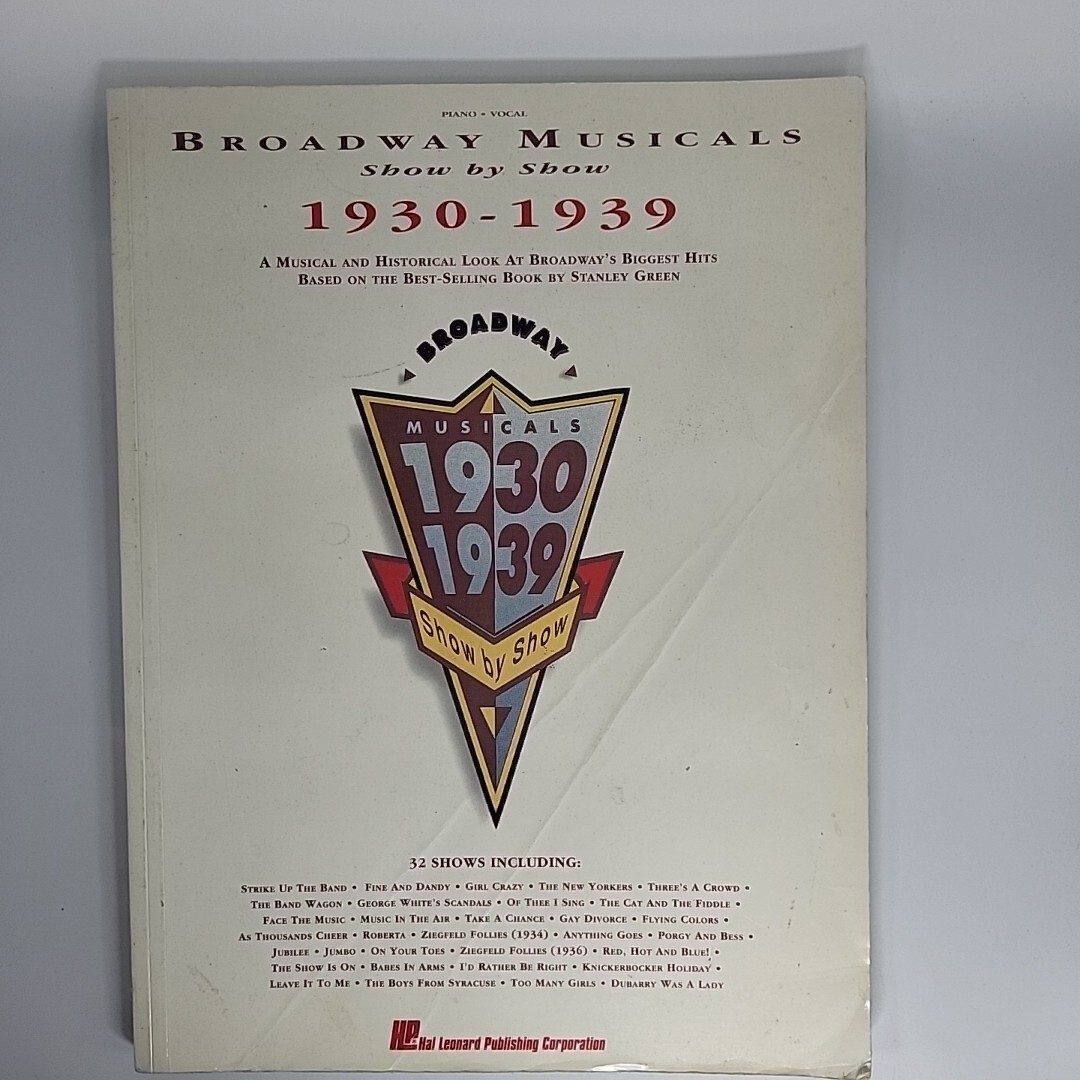 PIANO • VOCAL
BROADWAY MUSICALS
Show by Show
1930-1939
A MUSICAL AND HISTORICAL LOOK AT BROADWAY'S BIGGEST HITS
BASED ON THE BEST-SELLING BOOK BY STANLEY GREEN
BROADWAY
MUSICALS
1930
1939
Show by Show
32 SHOWS INCLUDING:
STRIKE UP THE BAND • FINE AND DANDY • GIRL CRAZY • THE NEW YORKERS • THREE'S A CROWD •
THE BAND WAGON • GEORGE WHITE'S SCANDALS • OF THEE I SING • THE CAT AND THE FIDDLE •
FACE THE MUSIC • MUSIC IN THE AIR • TAKE A CHANCE • GAY DIVORCE • FLYING COLORS •
AS THOUSANDS CHEER • ROBERTA • ZIEGFELD FOLLIES (1934) • ANYTHING GOES • PORGY AND BESS •
JUBILEE • JUMBO • ON YOUR TOES • ZIEGFELD FOLLIES (1936) • RED, HOT AND BLUE! •
THE SHOW IS ON • BABES IN ARMS • I'D RATHER BE RIGHT • KNICKERBOCKER HOLIDAY •
LEAVE IT TO ME • THE BOYS FROM SYRACUSE • TOO MANY GIRLS • DUBARRY WAS A LADY
HL Hal Leonard Publishing Corporation